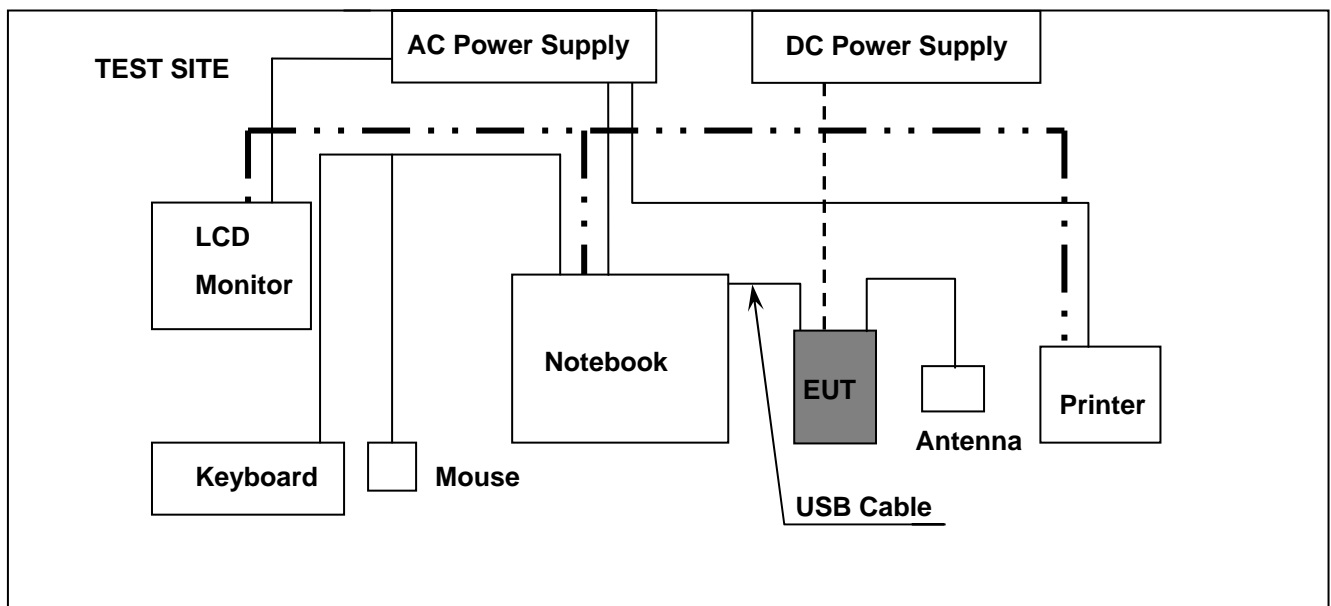 AC Power Supply
DC Power Supply
TEST SITE
LCD
Monitor
Notebook
EUT
Printer
Antenna
Keyboard
Mouse
USB Cable